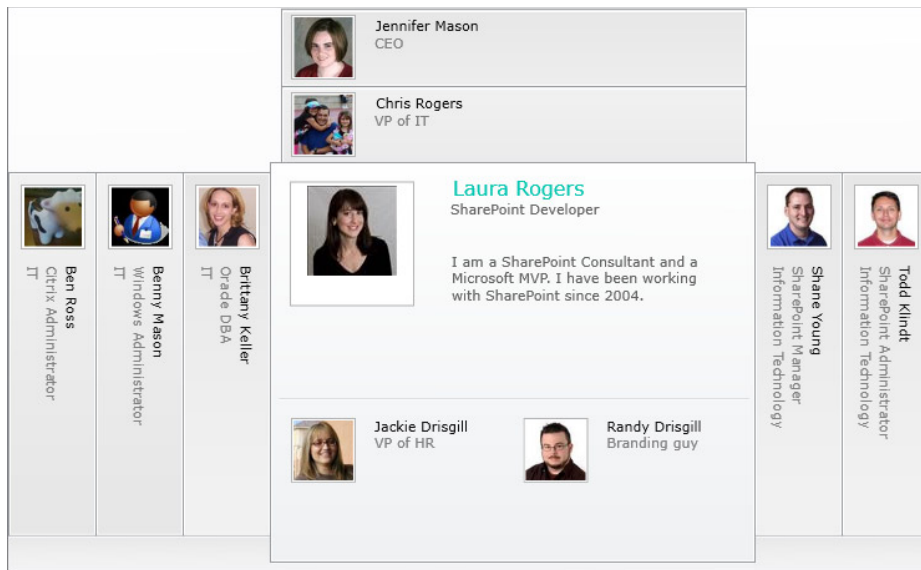 Jennifer Mason
CEO
Chris Rogers
VP of IT
Laura Rogers
SharePoint Developer
I am a SharePoint Consultant and a
Microsoft MVP. I have been working
with SharePoint since 2004.
Jackie Drisgill
VP of HR
Randy Drisgill
Branding guy
Ben Ross
Citrix Administrator
IT
Benny Mason
Windows Administrator
IT
Brittany Keller
Oracle DBA
IT
Shane Young
SharePoint Manager
Information Technology
Todd Klindt
SharePoint Administrator
Information Technology